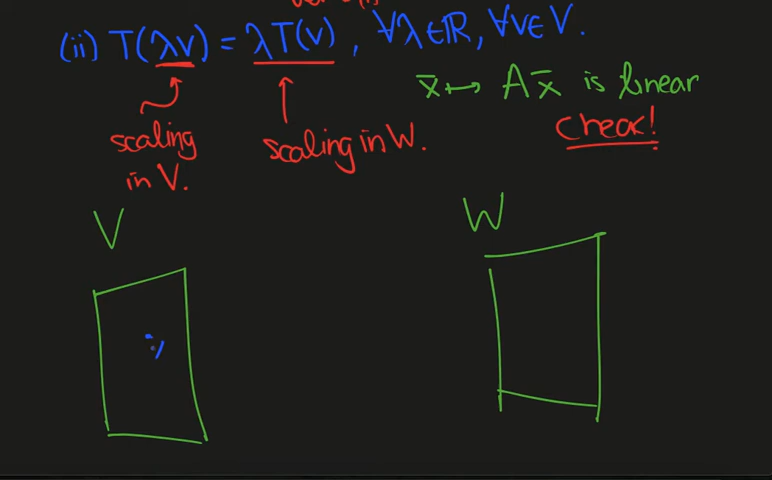 (ii) T(λv) = λT(v), ∀λ∈ℝ, ∀v∈V.
x̄ ↦ Ax̄ is linear
Check!
scaling
in V.
scaling in W.
V
W